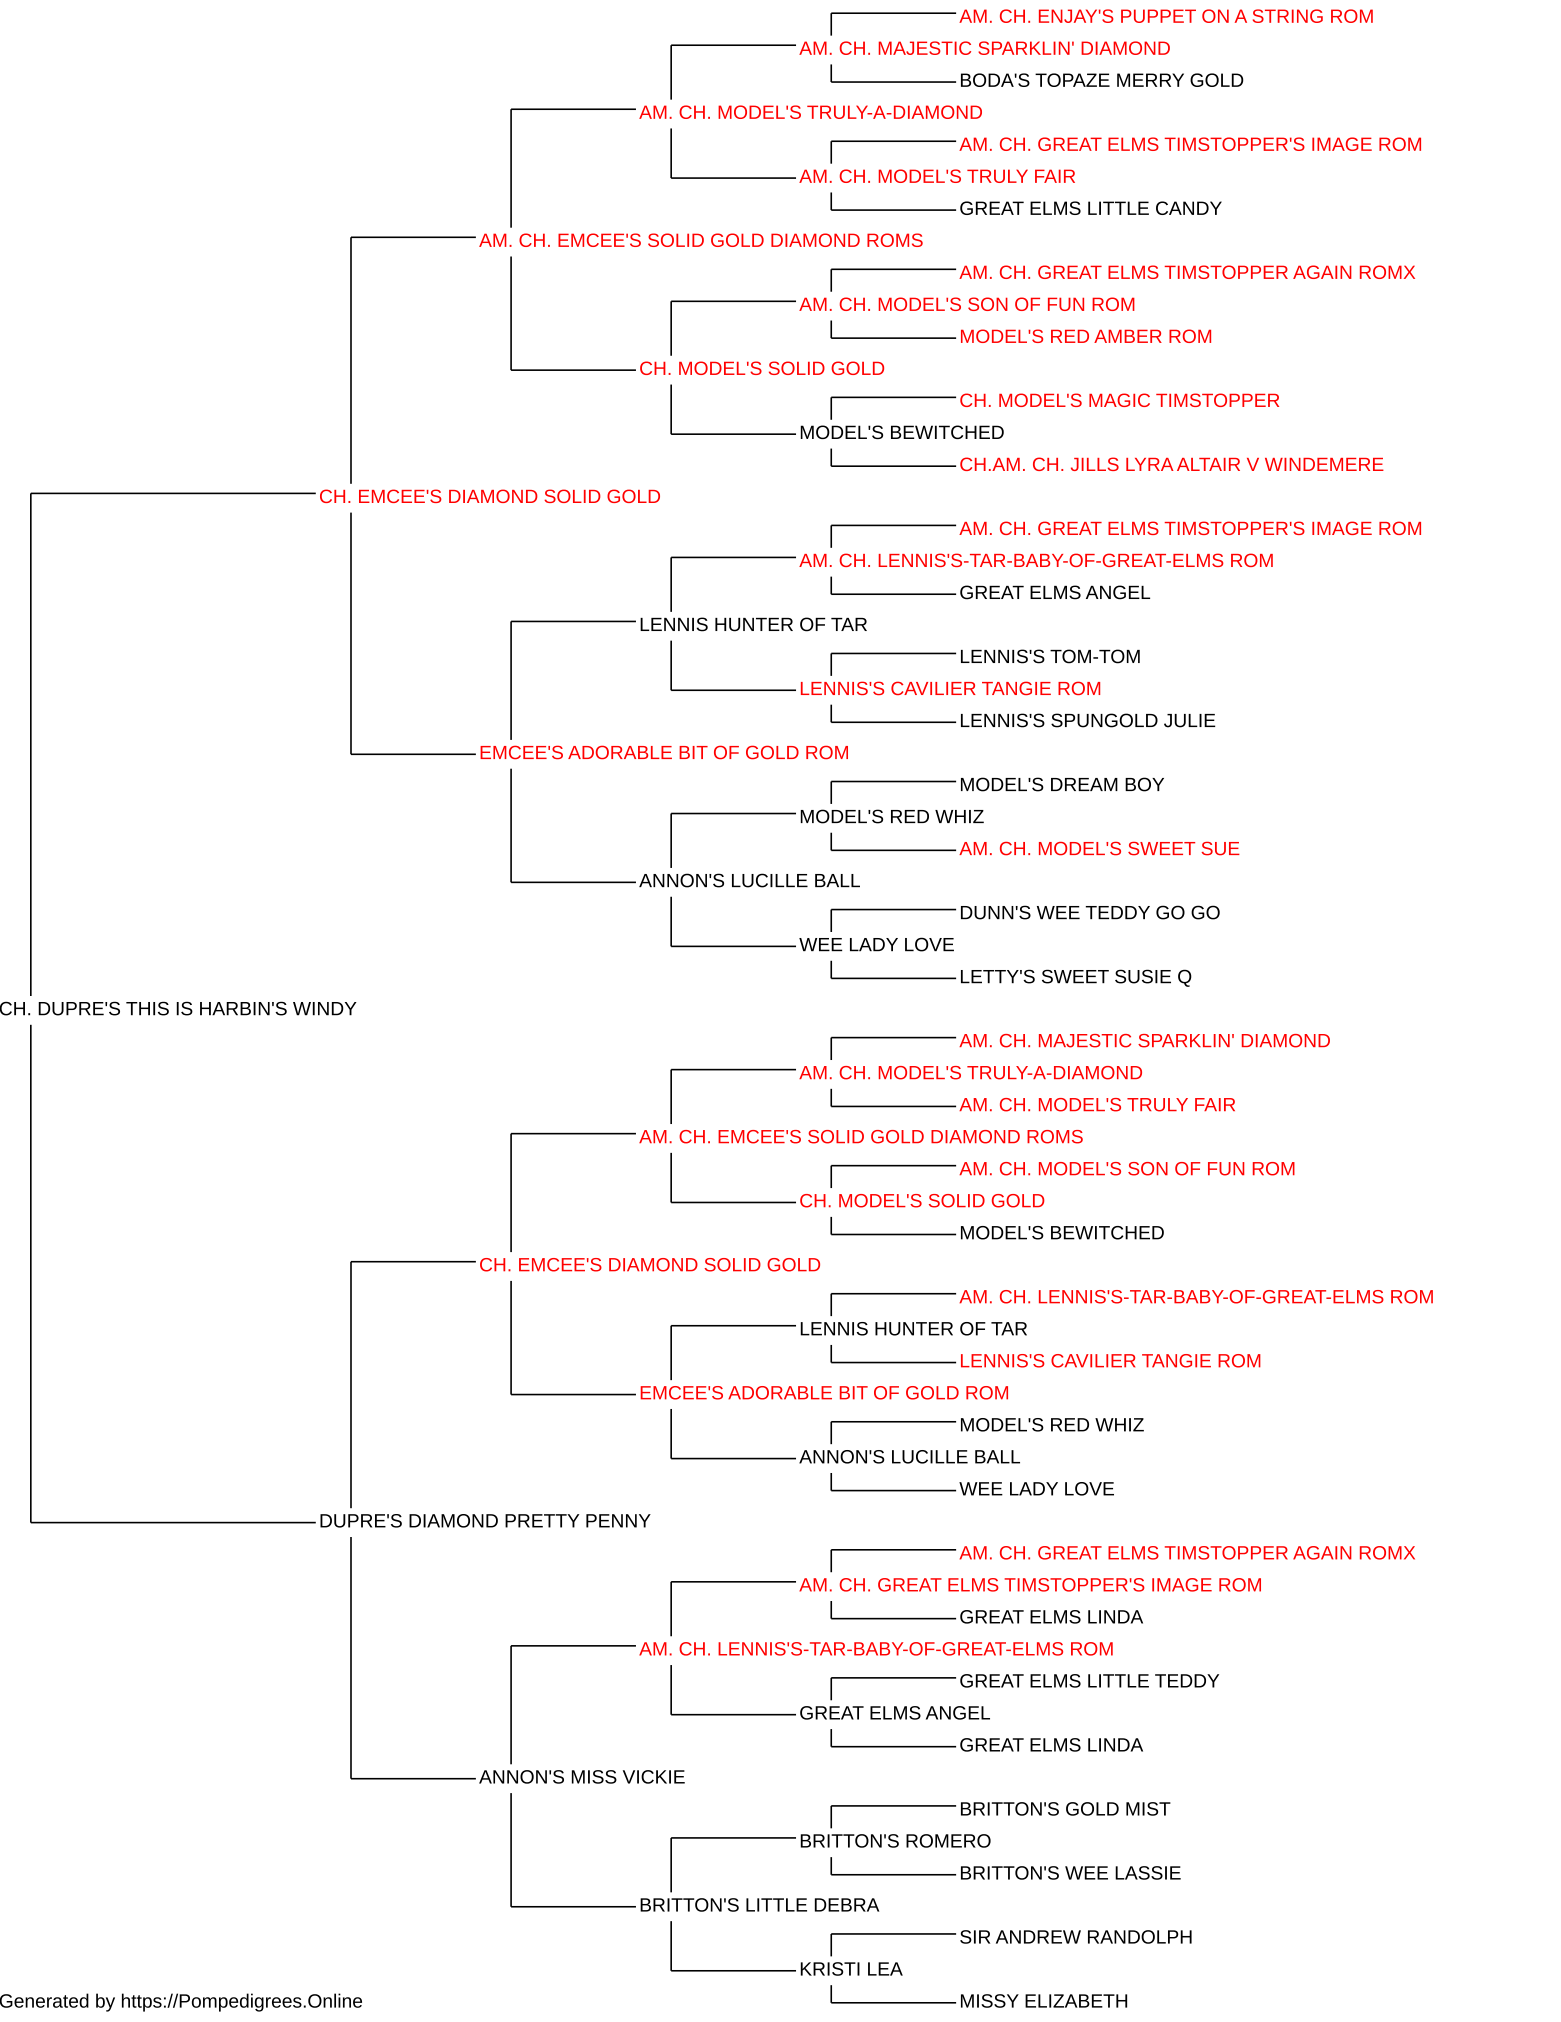 AM. CH. ENJAY'S PUPPET ON A STRING ROM
AM. CH. MAJESTIC SPARKLIN' DIAMOND
BODA'S TOPAZE MERRY GOLD
AM. CH. MODEL'S TRULY-A-DIAMOND
AM. CH. GREAT ELMS TIMSTOPPER'S IMAGE ROM
AM. CH. MODEL'S TRULY FAIR
GREAT ELMS LITTLE CANDY
AM. CH. EMCEE'S SOLID GOLD DIAMOND ROMS
AM. CH. GREAT ELMS TIMSTOPPER AGAIN ROMX
AM. CH. MODEL'S SON OF FUN ROM
MODEL'S RED AMBER ROM
CH. MODEL'S SOLID GOLD
CH. MODEL'S MAGIC TIMSTOPPER
MODEL'S BEWITCHED
CH.AM. CH. JILLS LYRA ALTAIR V WINDEMERE
CH. EMCEE'S DIAMOND SOLID GOLD
AM. CH. GREAT ELMS TIMSTOPPER'S IMAGE ROM
AM. CH. LENNIS'S-TAR-BABY-OF-GREAT-ELMS ROM
GREAT ELMS ANGEL
LENNIS HUNTER OF TAR
LENNIS'S TOM-TOM
LENNIS'S CAVILIER TANGIE ROM
LENNIS'S SPUNGOLD JULIE
EMCEE'S ADORABLE BIT OF GOLD ROM
MODEL'S DREAM BOY
MODEL'S RED WHIZ
AM. CH. MODEL'S SWEET SUE
ANNON'S LUCILLE BALL
DUNN'S WEE TEDDY GO GO
WEE LADY LOVE
LETTY'S SWEET SUSIE Q
CH. DUPRE'S THIS IS HARBIN'S WINDY
AM. CH. MAJESTIC SPARKLIN' DIAMOND
AM. CH. MODEL'S TRULY-A-DIAMOND
AM. CH. MODEL'S TRULY FAIR
AM. CH. EMCEE'S SOLID GOLD DIAMOND ROMS
AM. CH. MODEL'S SON OF FUN ROM
CH. MODEL'S SOLID GOLD
MODEL'S BEWITCHED
CH. EMCEE'S DIAMOND SOLID GOLD
AM. CH. LENNIS'S-TAR-BABY-OF-GREAT-ELMS ROM
LENNIS HUNTER OF TAR
LENNIS'S CAVILIER TANGIE ROM
EMCEE'S ADORABLE BIT OF GOLD ROM
MODEL'S RED WHIZ
ANNON'S LUCILLE BALL
WEE LADY LOVE
DUPRE'S DIAMOND PRETTY PENNY
AM. CH. GREAT ELMS TIMSTOPPER AGAIN ROMX
AM. CH. GREAT ELMS TIMSTOPPER'S IMAGE ROM
GREAT ELMS LINDA
AM. CH. LENNIS'S-TAR-BABY-OF-GREAT-ELMS ROM
GREAT ELMS LITTLE TEDDY
GREAT ELMS ANGEL
GREAT ELMS LINDA
ANNON'S MISS VICKIE
BRITTON'S GOLD MIST
BRITTON'S ROMERO
BRITTON'S WEE LASSIE
BRITTON'S LITTLE DEBRA
SIR ANDREW RANDOLPH
KRISTI LEA
MISSY ELIZABETH
Generated by https://Pompedigrees.Online